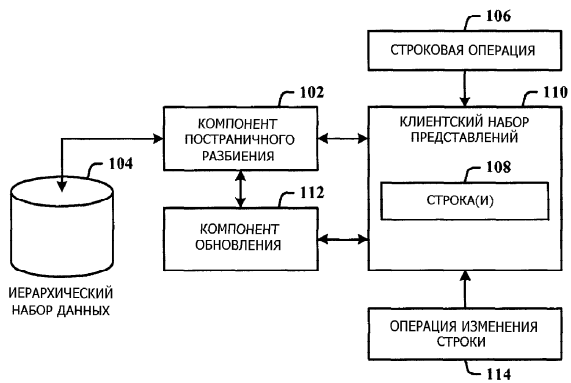 106
СТРОКОВАЯ ОПЕРАЦИЯ
102
110
КОМПОНЕНТ
ПОСТРАНИЧНОГО
РАЗБИЕНИЯ
КЛИЕНТСКИЙ НАБОР
ПРЕДСТАВЛЕНИЙ
104
108
СТРОКА(И)
112
КОМПОНЕНТ
ОБНОВЛЕНИЯ
ИЕРАРХИЧЕСКИЙ
НАБОР ДАННЫХ
ОПЕРАЦИЯ ИЗМЕНЕНИЯ
СТРОКИ
114